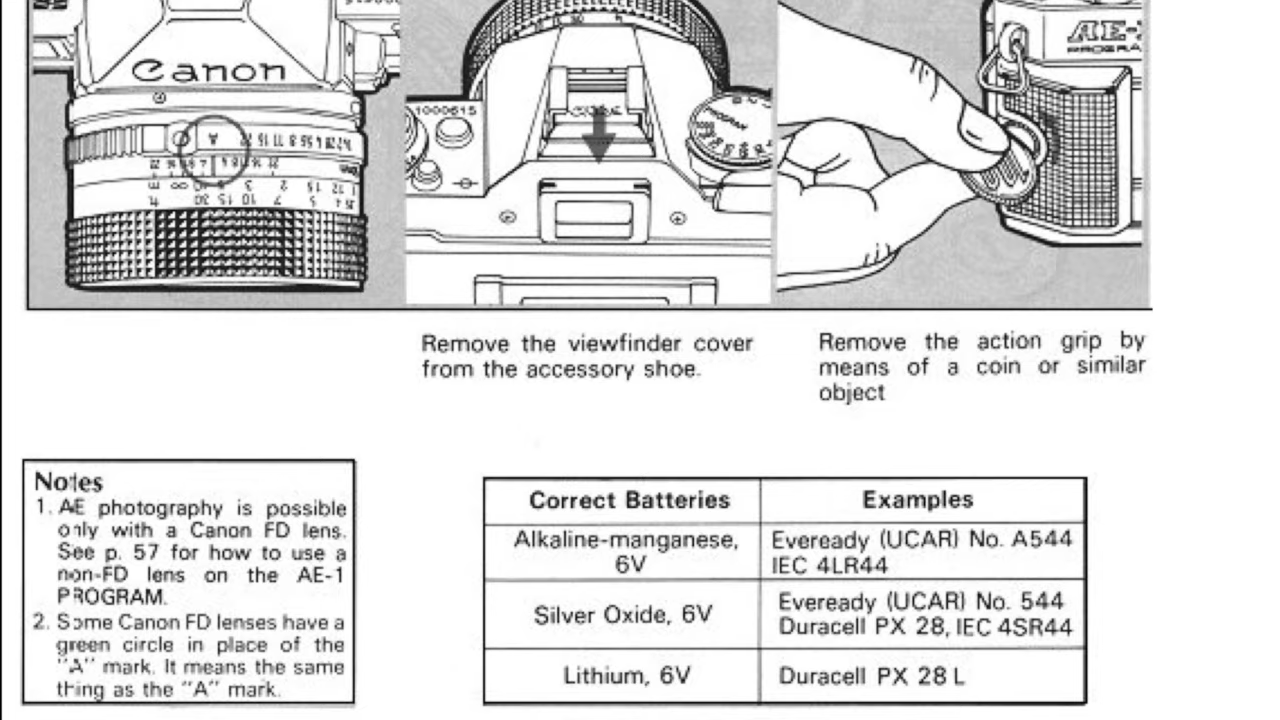 Canon
1000615
PROGRAM
AE-
PROGRA
Remove the viewfinder cover
from the accessory shoe.
Remove the action grip by
means of a coin or similar
object
Notes
1. AE photography is possible
only with a Canon FD lens.
See p. 57 for how to use a
non-FD lens on the AE-1
PROGRAM.
2. Some Canon FD lenses have a
green circle in place of the
"A" mark. It means the same
thing as the "A" mark.
Correct Batteries Examples
Alkaline-manganese, Eveready (UCAR) No. A544
6V IEC 4LR44
Silver Oxide, 6V Eveready (UCAR) No. 544
Duracell PX 28, IEC 4SR44
Lithium, 6V Duracell PX 28 L